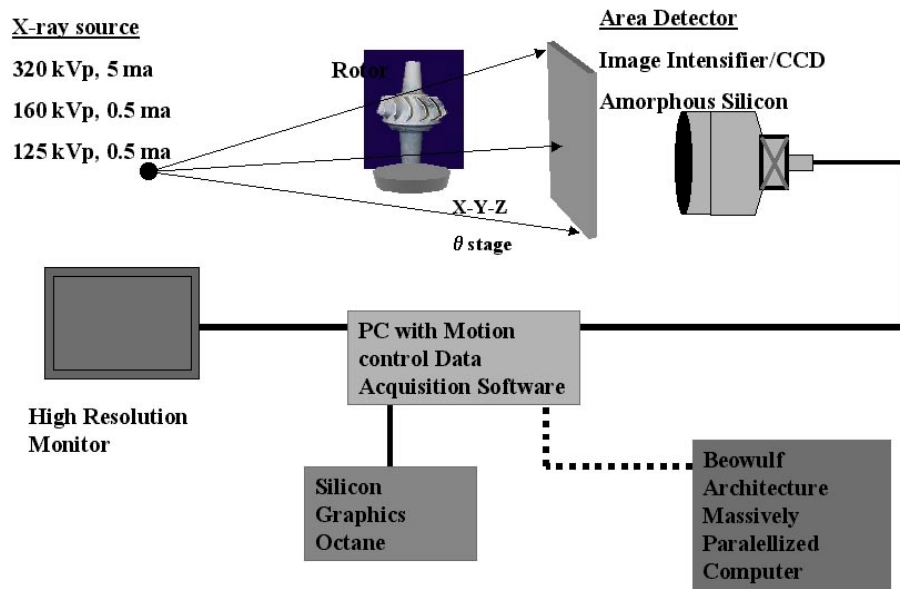 X-ray source
320 kVp, 5 ma
160 kVp, 0.5 ma
125 kVp, 0.5 ma
Rotor
X-Y-Z
θ stage
Area Detector
Image Intensifier/CCD
Amorphous Silicon
High Resolution
Monitor
PC with Motion
control Data
Acquisition Software
Silicon
Graphics
Octane
Beowulf
Architecture
Massively
Paralellized
Computer